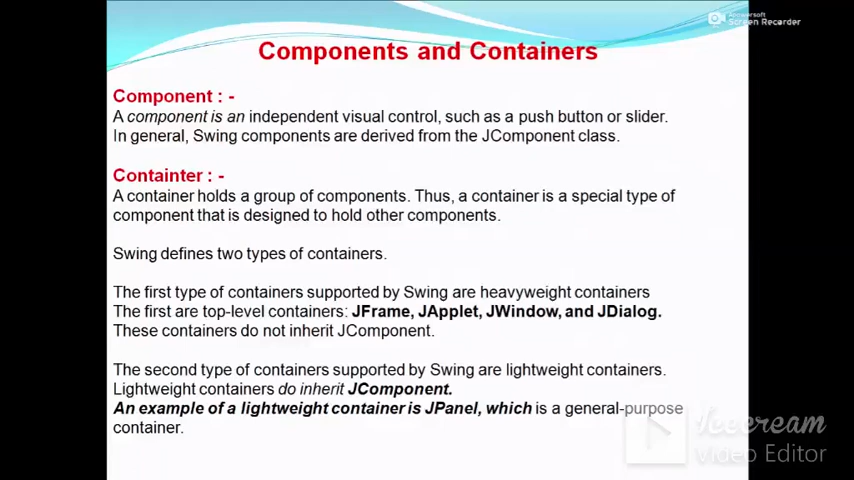 Apowersoft
Screen Recorder
Components and Containers
Component : -
A component is an independent visual control, such as a push button or slider.
In general, Swing components are derived from the JComponent class.
Containter : -
A container holds a group of components. Thus, a container is a special type of
component that is designed to hold other components.
Swing defines two types of containers.
The first type of containers supported by Swing are heavyweight containers
The first are top-level containers: JFrame, JApplet, JWindow, and JDialog.
These containers do not inherit JComponent.
The second type of containers supported by Swing are lightweight containers.
Lightweight containers do inherit JComponent.
An example of a lightweight container is JPanel, which is a general-purpose
container.
Icecream
Video Editor